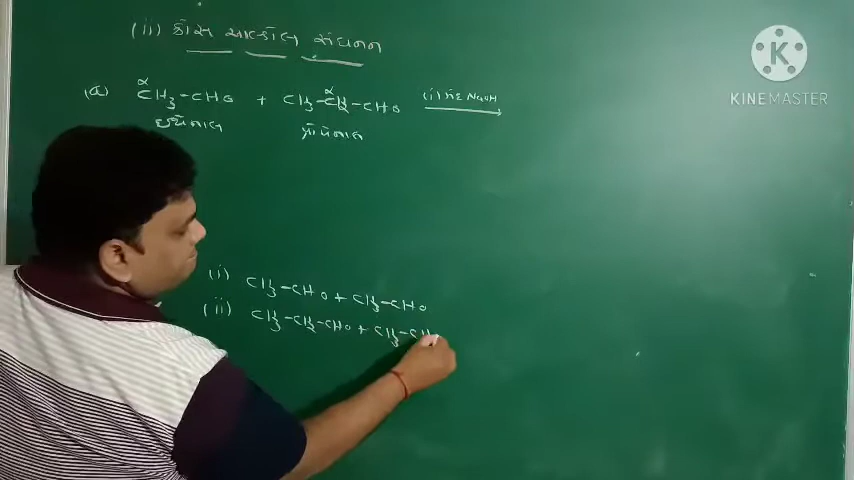 (ii) ક્રોસ આલ્ડોલ સંઘનન
(a) CH₃-CHO + CH₃-CH₂-CHO (i) મંદ NaOH
α α
ઇથેનાલ પ્રોપેનાલ
(i) CH₃-CHO + CH₃-CHO
(ii) CH₃-CH₂-CHO + CH₃-CH
K
KINEMASTER